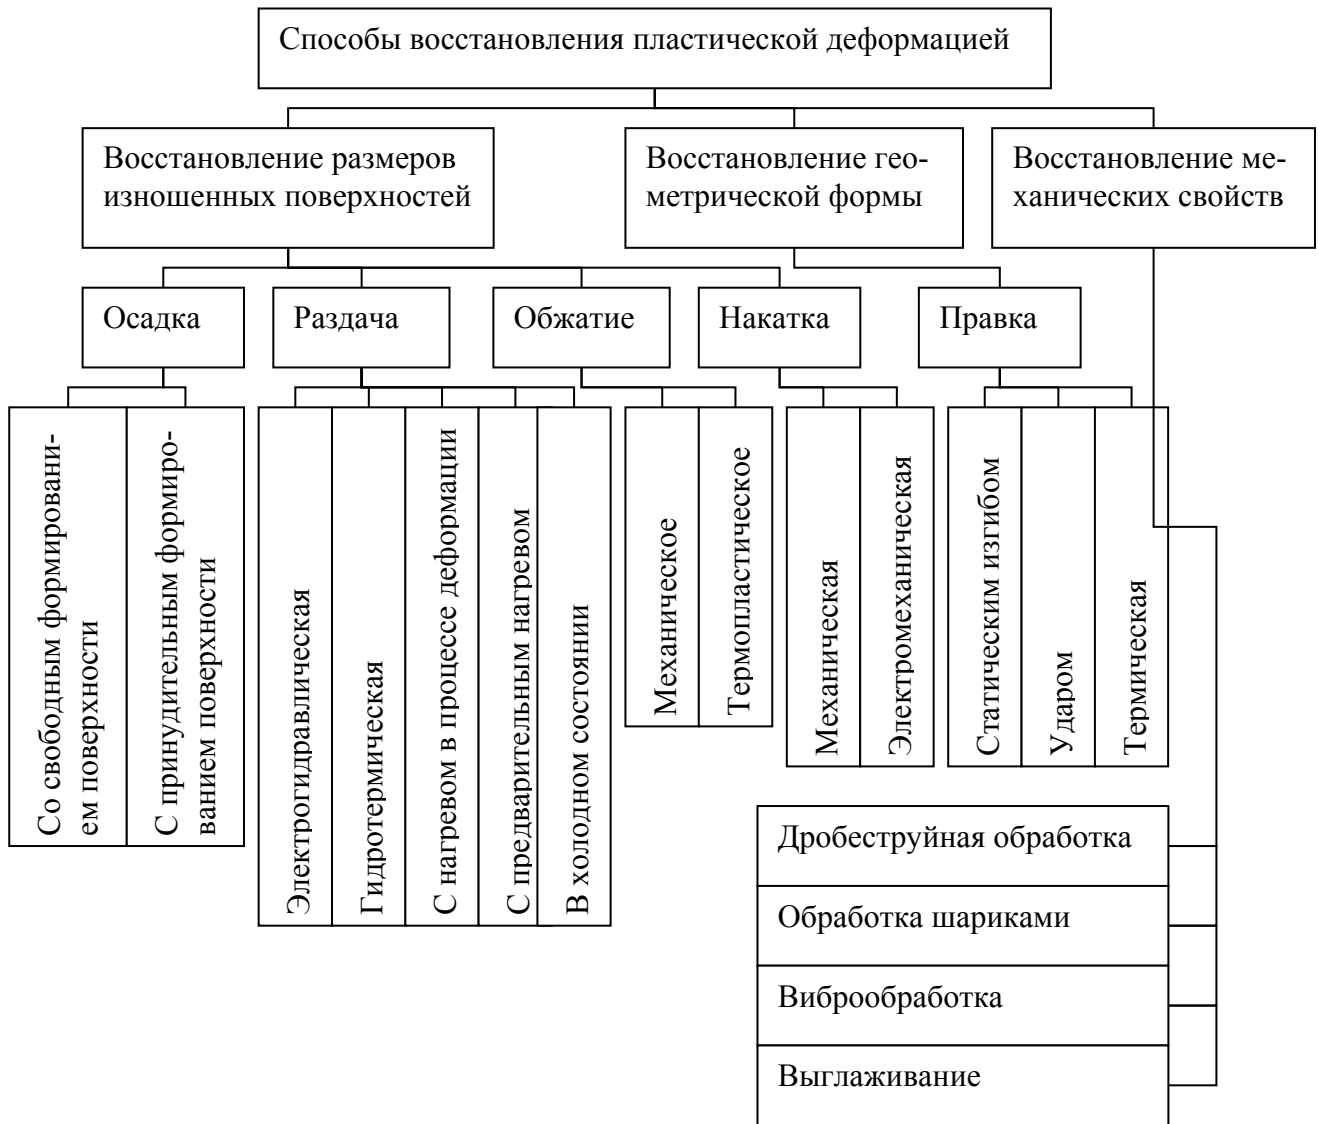 Способы восстановления пластической деформацией
Восстановление размеров
изношенных поверхностей
Восстановление гео-
метрической формы
Восстановление ме-
ханических свойств
Осадка
Раздача
Обжатие
Накатка
Правка
Со свободным формировани-
ем поверхности
С принудительным формиро-
ванием поверхности
Электрогидравлическая
Гидротермическая
С нагревом в процессе деформации
С предварительным нагревом
В холодном состоянии
Механическое
Термопластическое
Механическая
Электромеханическая
Статическим изгибом
Ударом
Термическая
Дробеструйная обработка
Обработка шариками
Виброобработка
Выглаживание